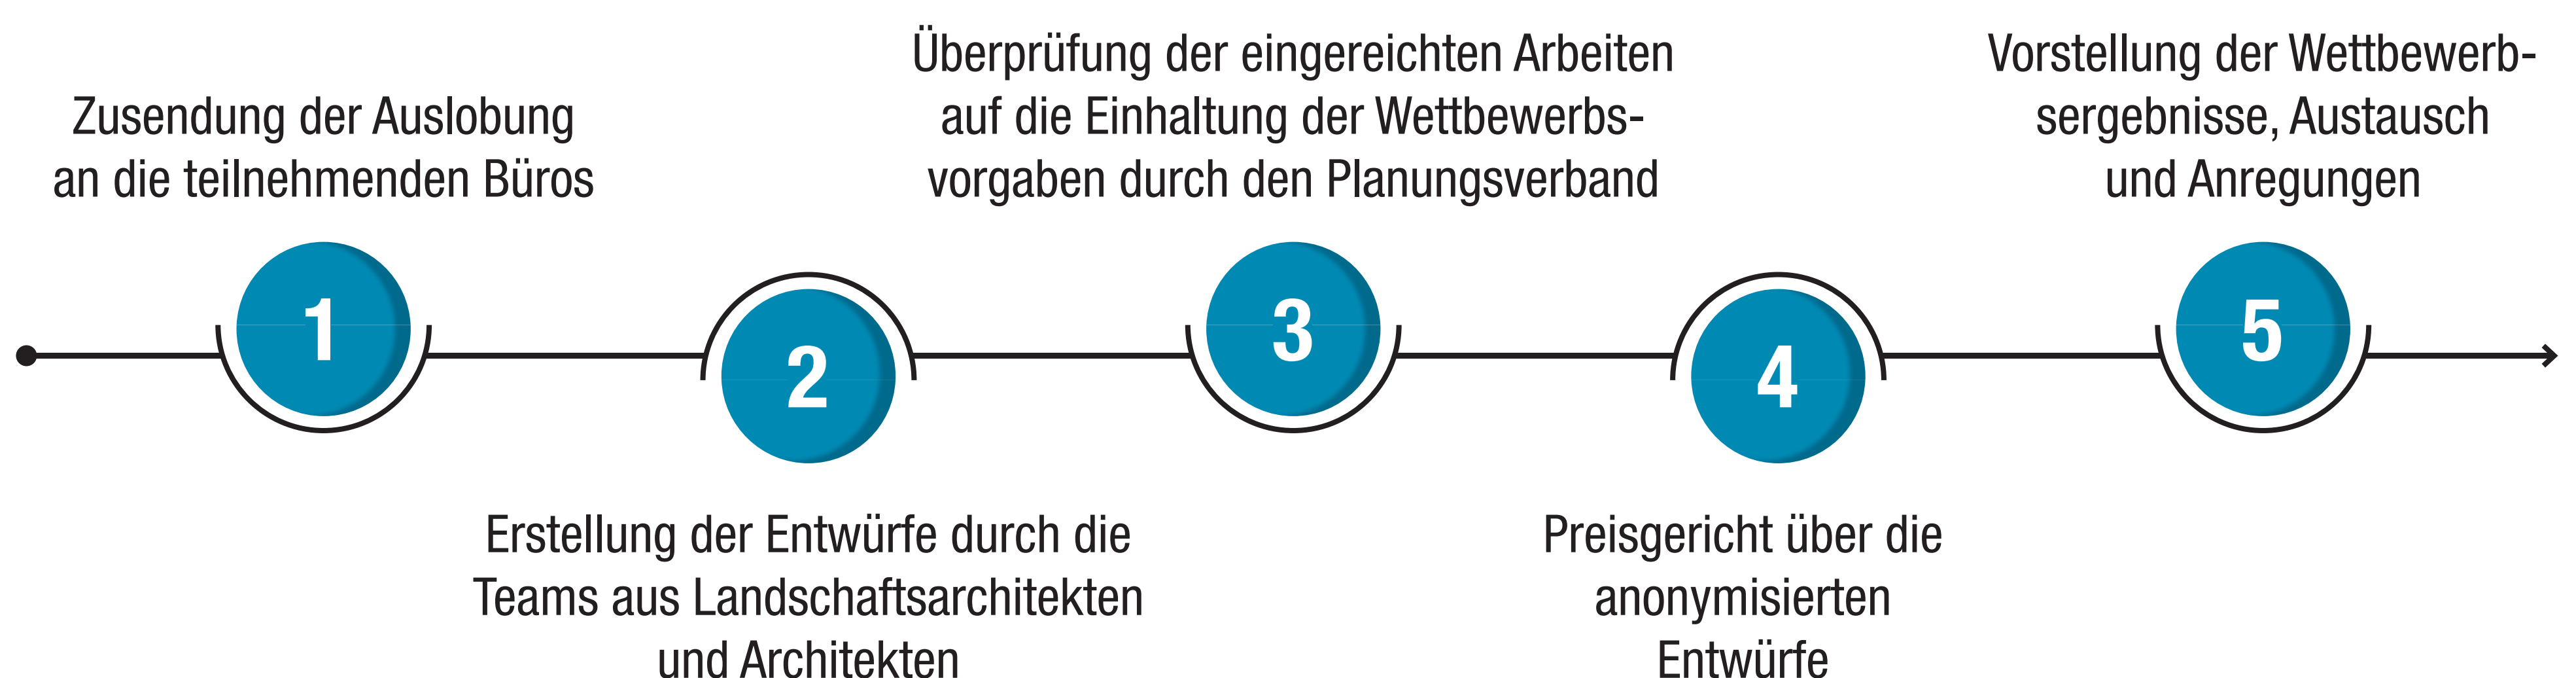 Zusendung der Auslobung
an die teilnehmenden Büros
1
Erstellung der Entwürfe durch die
Teams aus Landschaftsarchitekten
und Architekten
2
Überprüfung der eingereichten Arbeiten
auf die Einhaltung der Wettbewerbs-
vorgaben durch den Planungsverband
3
Preisgericht über die
anonymisierten
Entwürfe
4
Vorstellung der Wettbewerb-
sergebnisse, Austausch
und Anregungen
5